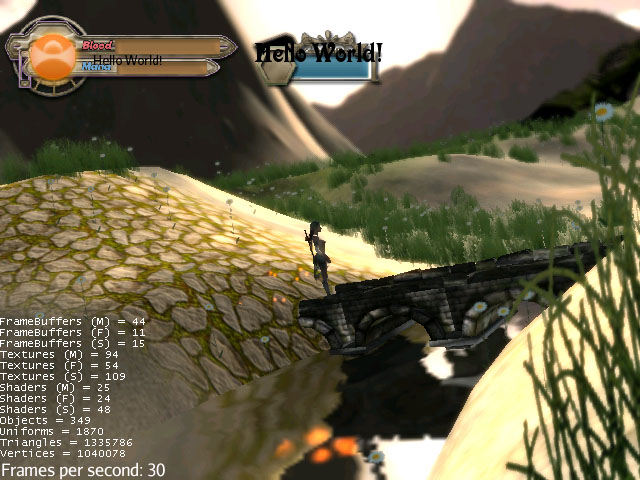 Blood
Hello World!
Hello World!
FrameBuffers (M) = 44
FrameBuffers (F) = 11
FrameBuffers (S) = 15
Textures (M) = 94
Textures (F) = 54
Textures (S) = 109
Shaders (M) = 25
Shaders (F) = 24
Shaders (S) = 48
Objects = 349
Uniforms = 1870
Triangles = 1335786
Vertices = 1040078
Frames per second: 30